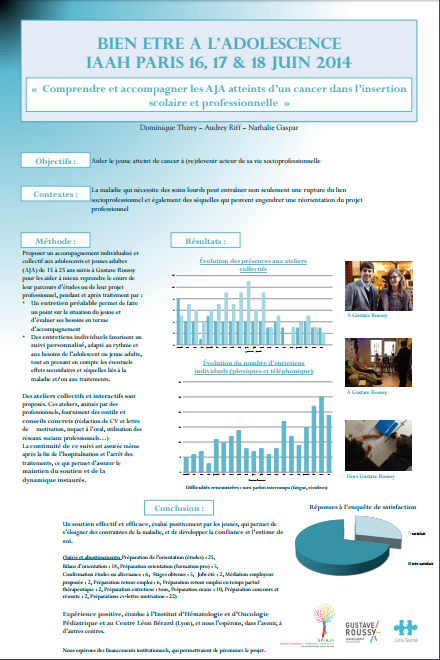 BIEN ETRE A L'ADOLESCENCE
IAAH PARIS 16, 17 & 18 JUIN 2014
« Comprendre et accompagner les AJA atteints d'un cancer dans l'insertion
scolaire et professionnelle »
Dominique Thirry – Audrey Riff – Nathalie Gaspar
Objectifs :
Aider le jeune atteint de cancer à (re)devenir acteur de sa vie socioprofessionnelle
Contextes :
La maladie qui nécessite des soins lourds peut entraîner non seulement une rupture du lien
socioprofessionnel et également des séquelles qui peuvent engendrer une réorientation du projet
professionnel
Méthode :
Proposer un accompagnement individualisé et
collectif aux adolescents et jeunes adultes
(AJA) de 15 à 25 ans suivis à Gustave Roussy
pour les aider à mieux reprendre le cours de
leur parcours d'études ou de leur projet
professionnel, pendant et après traitement par :
• Un entretien préalable permet de faire
un point sur la situation du jeune et
d'évaluer ses besoins en terme
d'accompagnement
• Des entretiens individuels favorisent un
suivi personnalisé, adapté au rythme et
aux besoins de l'adolescent ou jeune adulte,
tout en prenant en compte les éventuels
effets secondaires et séquelles liés à la
maladie et/ou aux traitements.
Des ateliers collectifs et interactifs sont
proposés. Ces ateliers, animés par des
professionnels, fournissent des outils et
conseils concrets (rédaction de CV et lettre
de motivation, impact à l'oral, utilisation des
réseaux sociaux professionnels...)
La continuité de ce suivi est assurée même
après la fin de l'hospitalisation et l'arrêt des
traitements, ce qui permet d'assurer le
maintien du soutien et de la
dynamique instaurés.
Résultats :
Évolution des présences aux ateliers
collectifs
Évolution du nombre d'entretiens
individuels (physiques et téléphonique)
Difficultés rencontrées : suivi parfois interrompu (fatigue, récidives)
À Gustave Roussy
À Gustave Roussy
Hors Gustave Roussy
Conclusion :
Un soutien effectif et efficace, évalué positivement par les jeunes, qui permet de
s'éloigner des contraintes de la maladie, et de développer la confiance et l'estime de
soi.
(Suivis et aboutissements: Préparation de l'orientation (études) : 25,
Bilan d'orientation : 18, Préparation orientation (formation pro) : 5,
Confirmation études ou alternance : 6, Stages obtenus : 5, Jobs été : 2, Médiation employeur
proposée : 2, Préparation retour emploi : 6, Préparation retour emploi en temps partiel
thérapeutique : 2, Préparation entretiens : tous, Préparation oraux : 10, Préparation concours et
réussite : 2, Préparations cv-lettre motivation : 22)
Expérience positive, étendue à l'Institut d'Hématologie et d'Oncologie
Pédiatrique et au Centre Léon Bérard (Lyon), et nous l'espérons, dans l'avenir, à
d'autres centres.
Nous espérons des financements institutionnels, qui permettraient de pérenniser le projet.
Réponses à l'enquête de satisfaction
satisfait
très satisfait
GUSTAVE
ROUSSY
Juris Santé